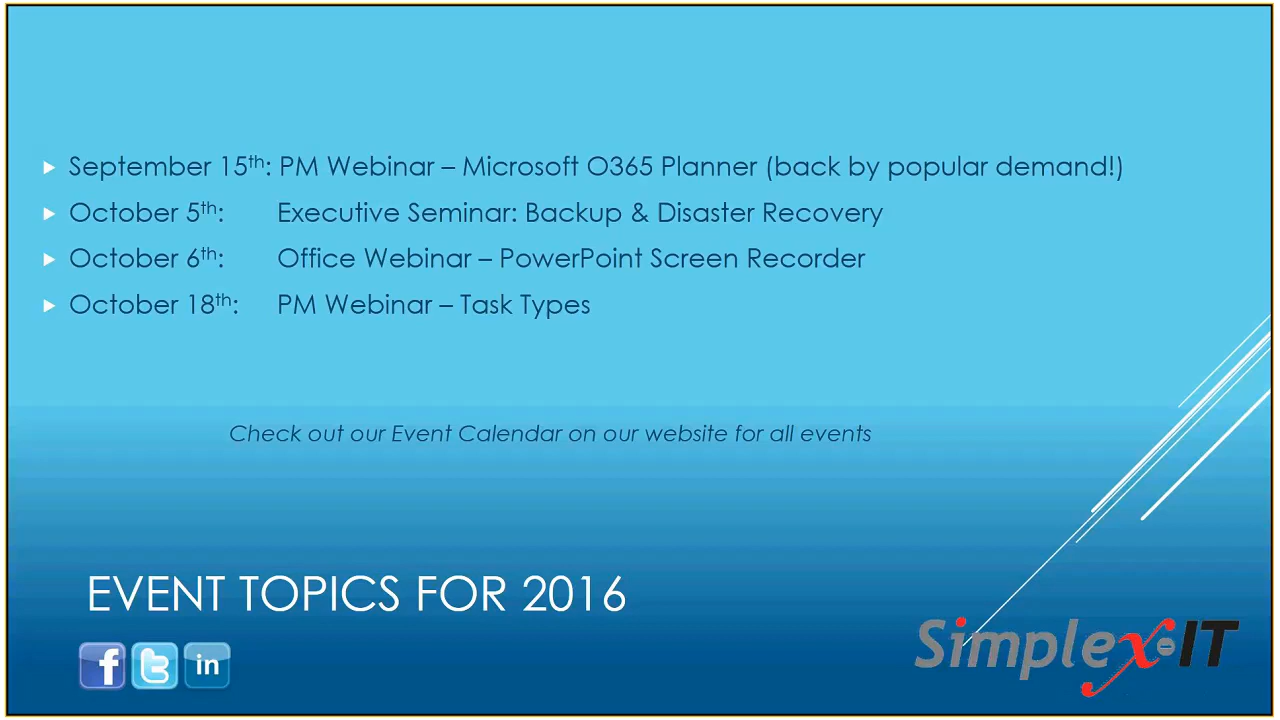 September 15th: PM Webinar – Microsoft O365 Planner (back by popular demand!)
October 5th: Executive Seminar: Backup & Disaster Recovery
October 6th: Office Webinar – PowerPoint Screen Recorder
October 18th: PM Webinar – Task Types
Check out our Event Calendar on our website for all events
EVENT TOPICS FOR 2016
f t in
Simplex-IT